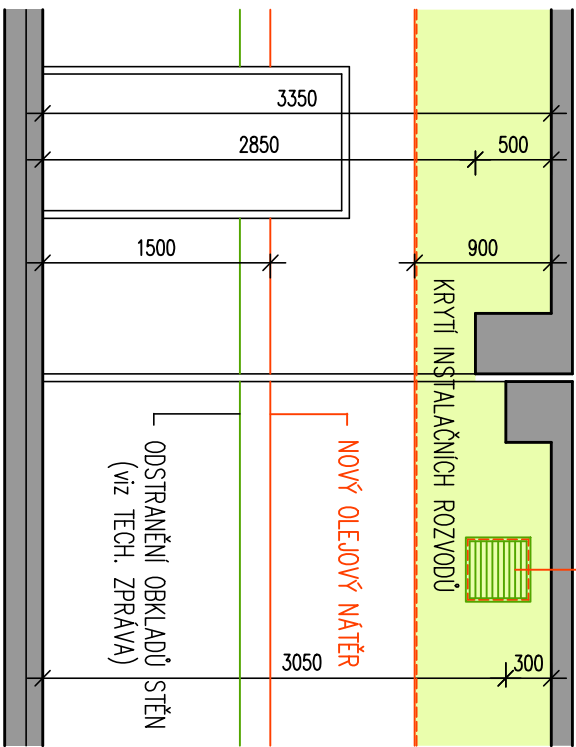 3350
2850
500
1500
900
KRYTÍ INSTALAČNÍCH ROZVODŮ
NOVÝ OLEJOVÝ NÁTĚR
ODSTRANĚNÍ OBKLADŮ STĚN
(viz TECH. ZPRÁVA)
3050
300